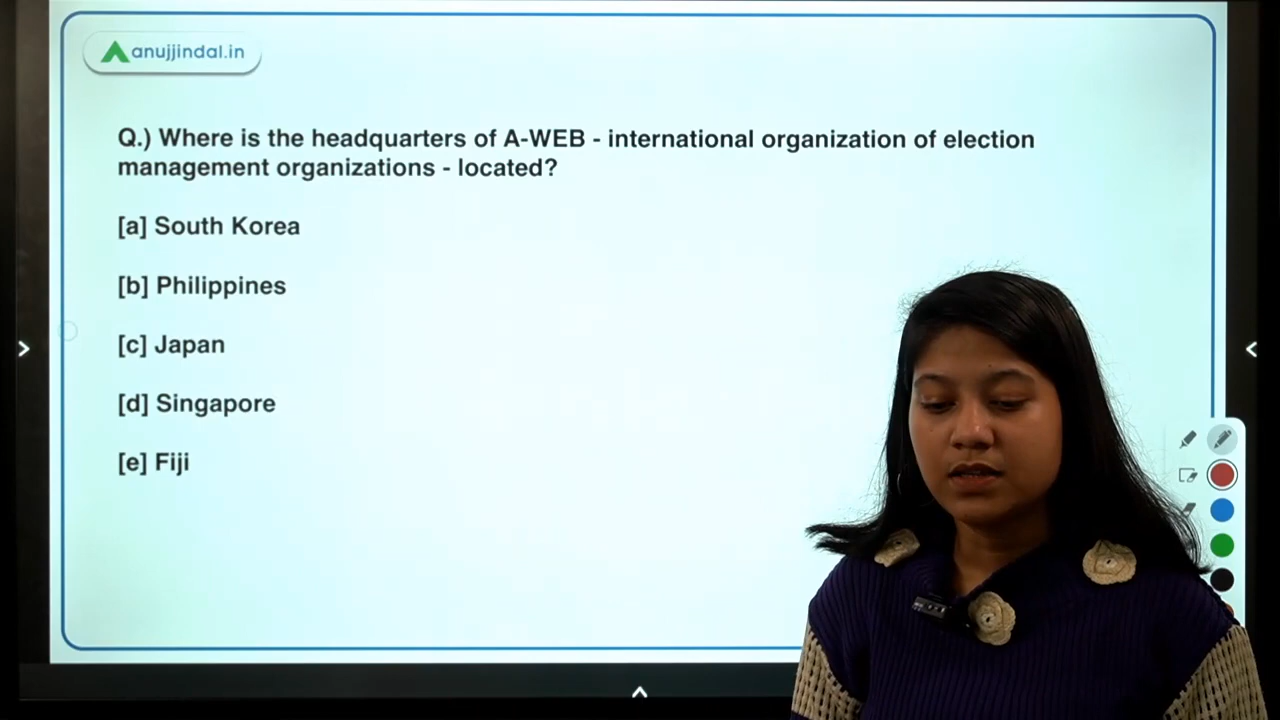 anujjindal.in
Q.) Where is the headquarters of A-WEB - international organization of election
management organizations - located?
[a] South Korea
[b] Philippines
[c] Japan
[d] Singapore
[e] Fiji